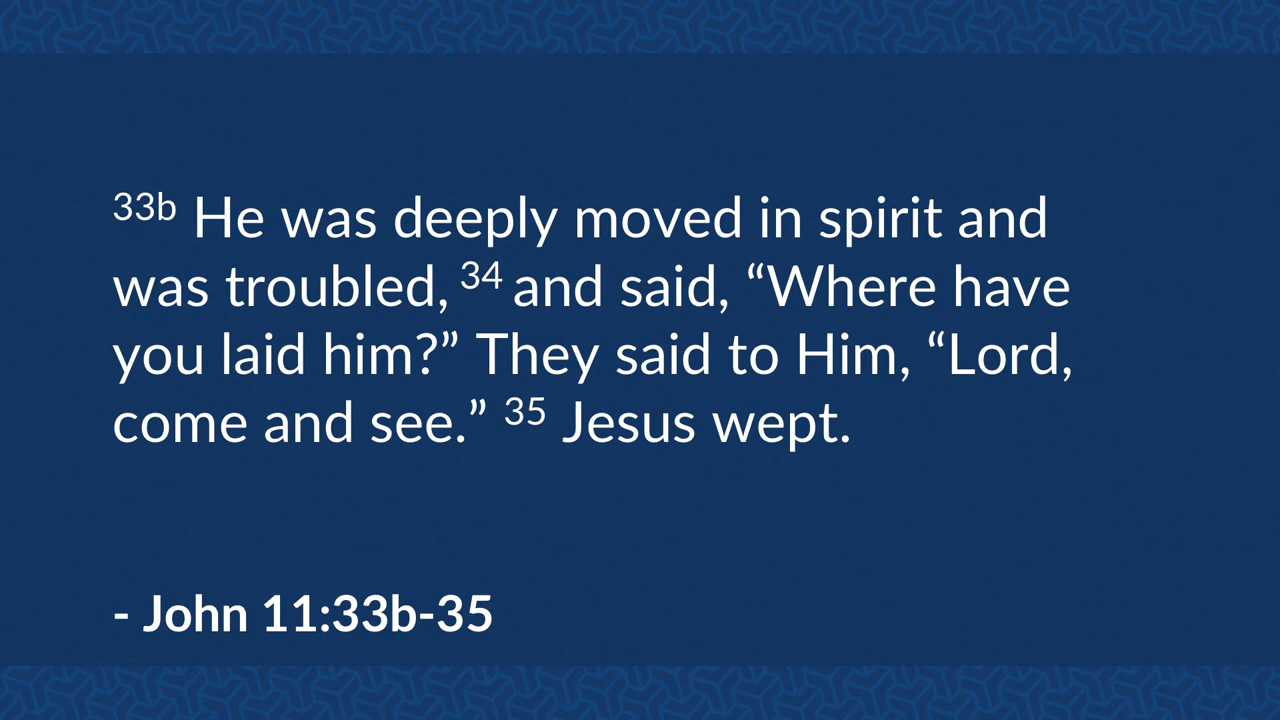 33b He was deeply moved in spirit and
was troubled, 34 and said, “Where have
you laid him?” They said to Him, “Lord,
come and see.” 35 Jesus wept.
- John 11:33b-35